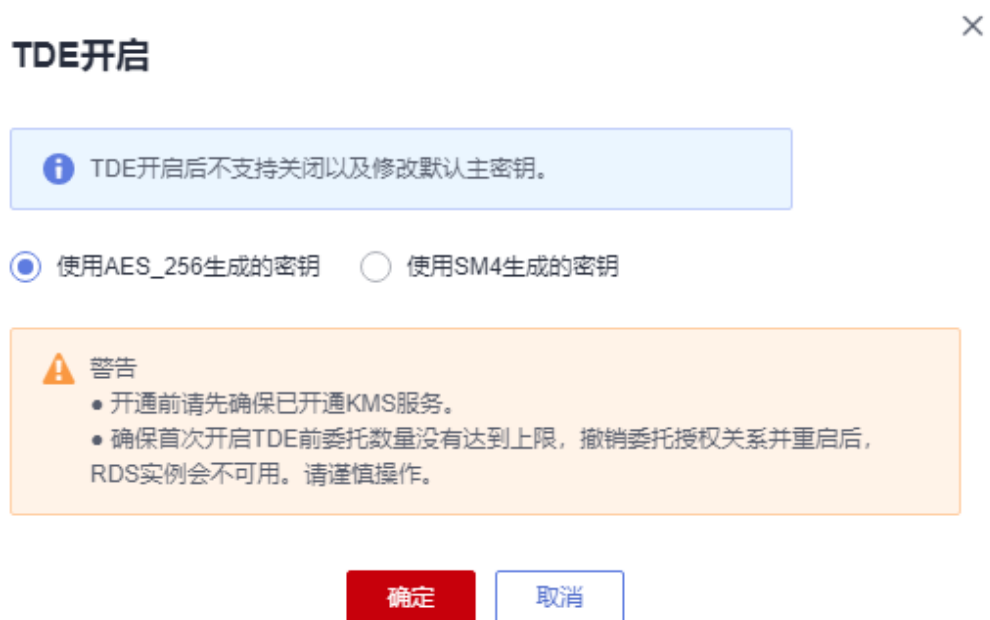 TDE开启
TDE开启后不支持关闭以及修改默认主密钥。
使用AES_256生成的密钥 使用SM4生成的密钥
警告
● 开通前请先确保已开通KMS服务。
● 确保首次开启TDE前委托数量没有达到上限，撤销委托授权关系并重启后，
RDS实例会不可用。请谨慎操作。
确定 取消